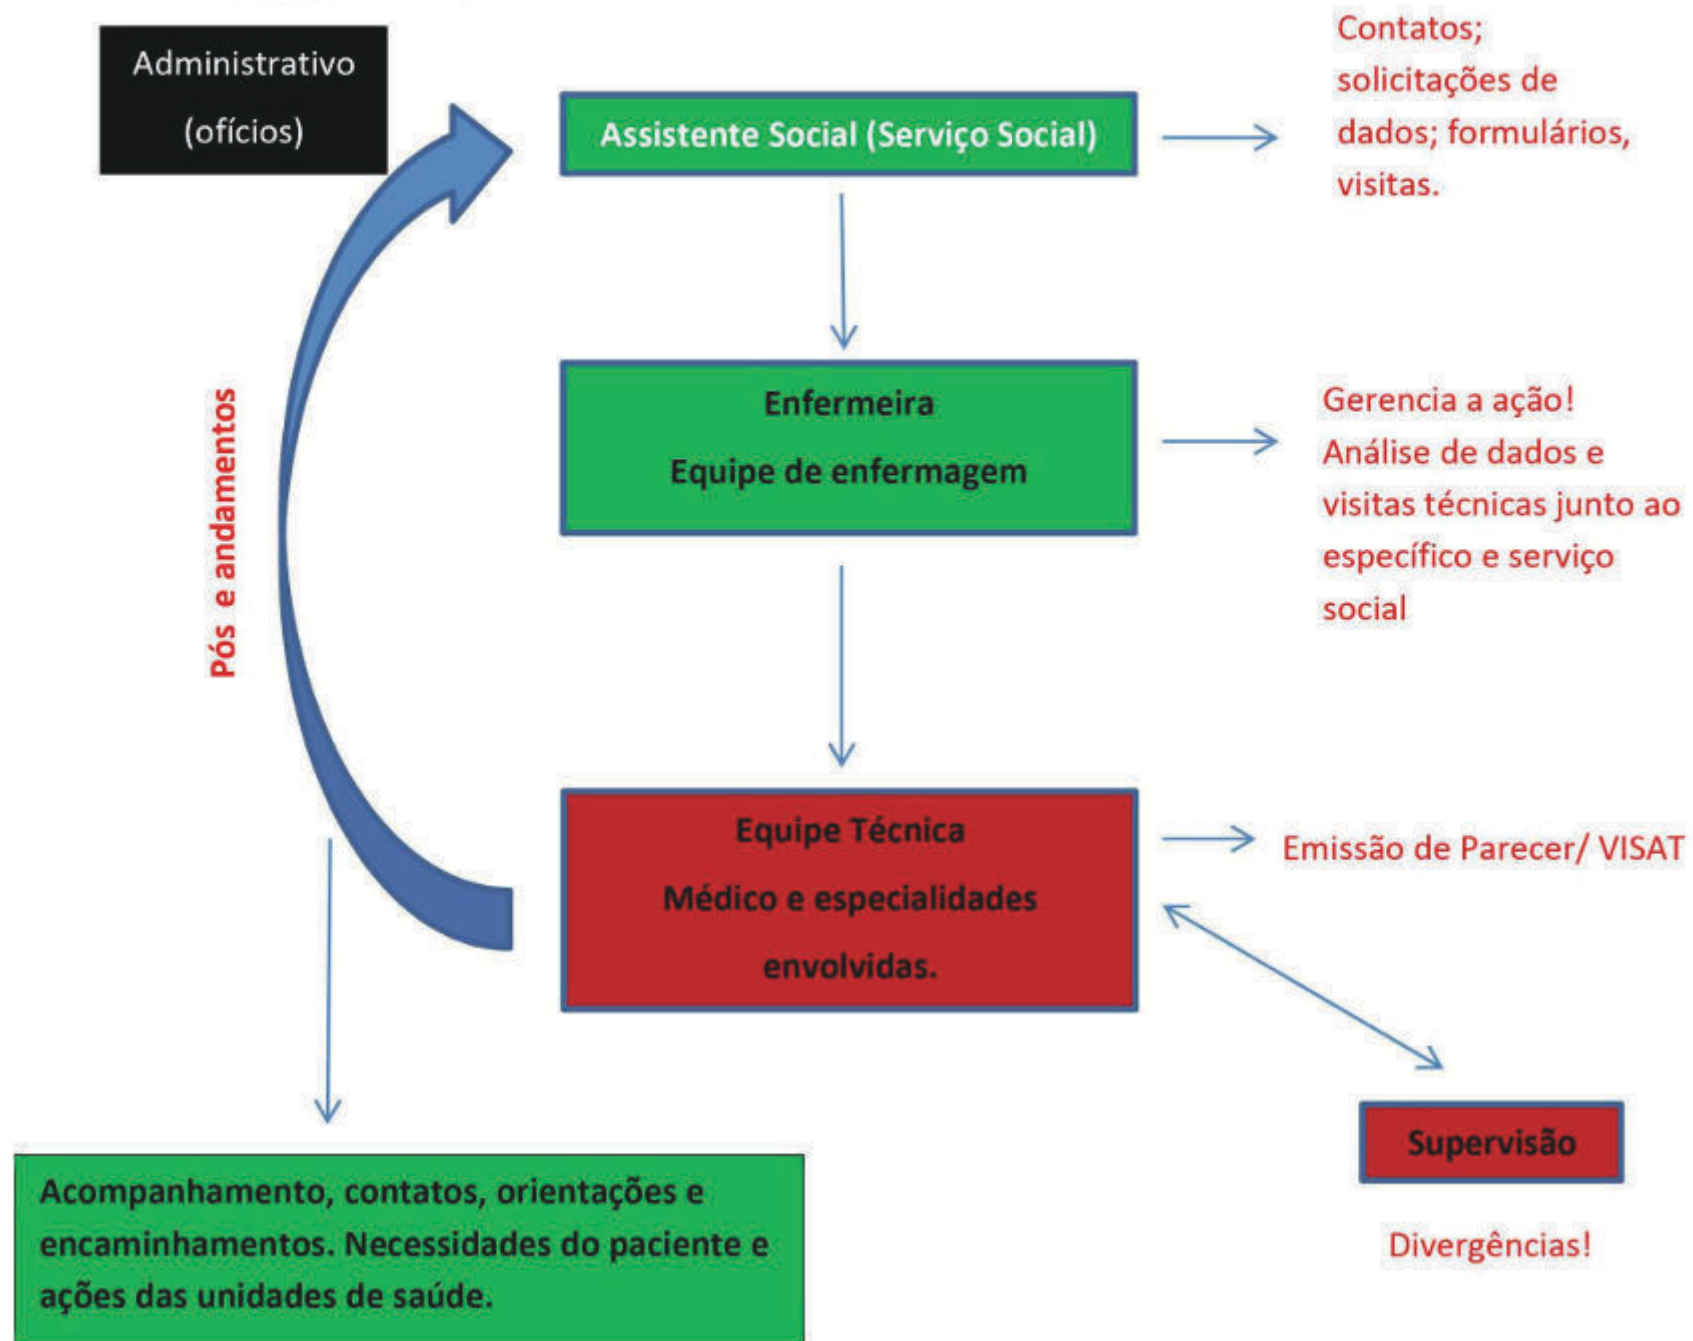 Administrativo
(ofícios)
Assistente Social (Serviço Social)
Contatos;
solicitações de
dados; formulários,
visitas.
Pós e andamentos
Enfermeira
Equipe de enfermagem
Gerencia a ação!
Análise de dados e
visitas técnicas junto ao
específico e serviço
social
Equipe Técnica
Médico e especialidades
envolvidas.
Emissão de Parecer/ VISAT
Supervisão
Divergências!
Acompanhamento, contatos, orientações e
encaminhamentos. Necessidades do paciente e
ações das unidades de saúde.